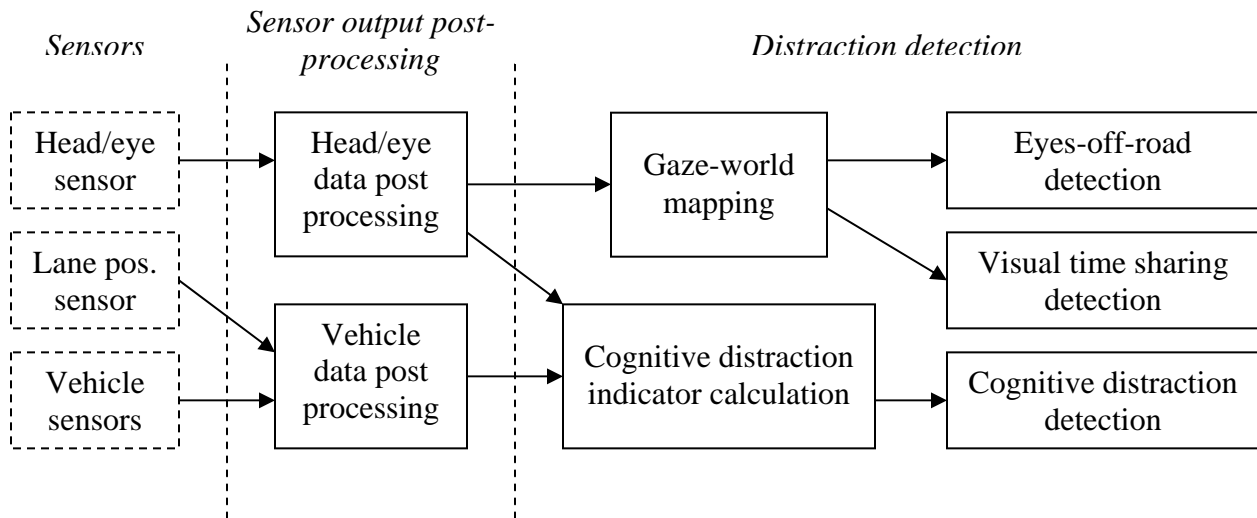 Sensors
Sensor output post-
processing
Distraction detection
Head/eye
sensor
Head/eye
data post
processing
Gaze-world
mapping
Eyes-off-road
detection
Lane pos.
sensor
Visual time sharing
detection
Vehicle
sensors
Vehicle
data post
processing
Cognitive distraction
indicator calculation
Cognitive distraction
detection